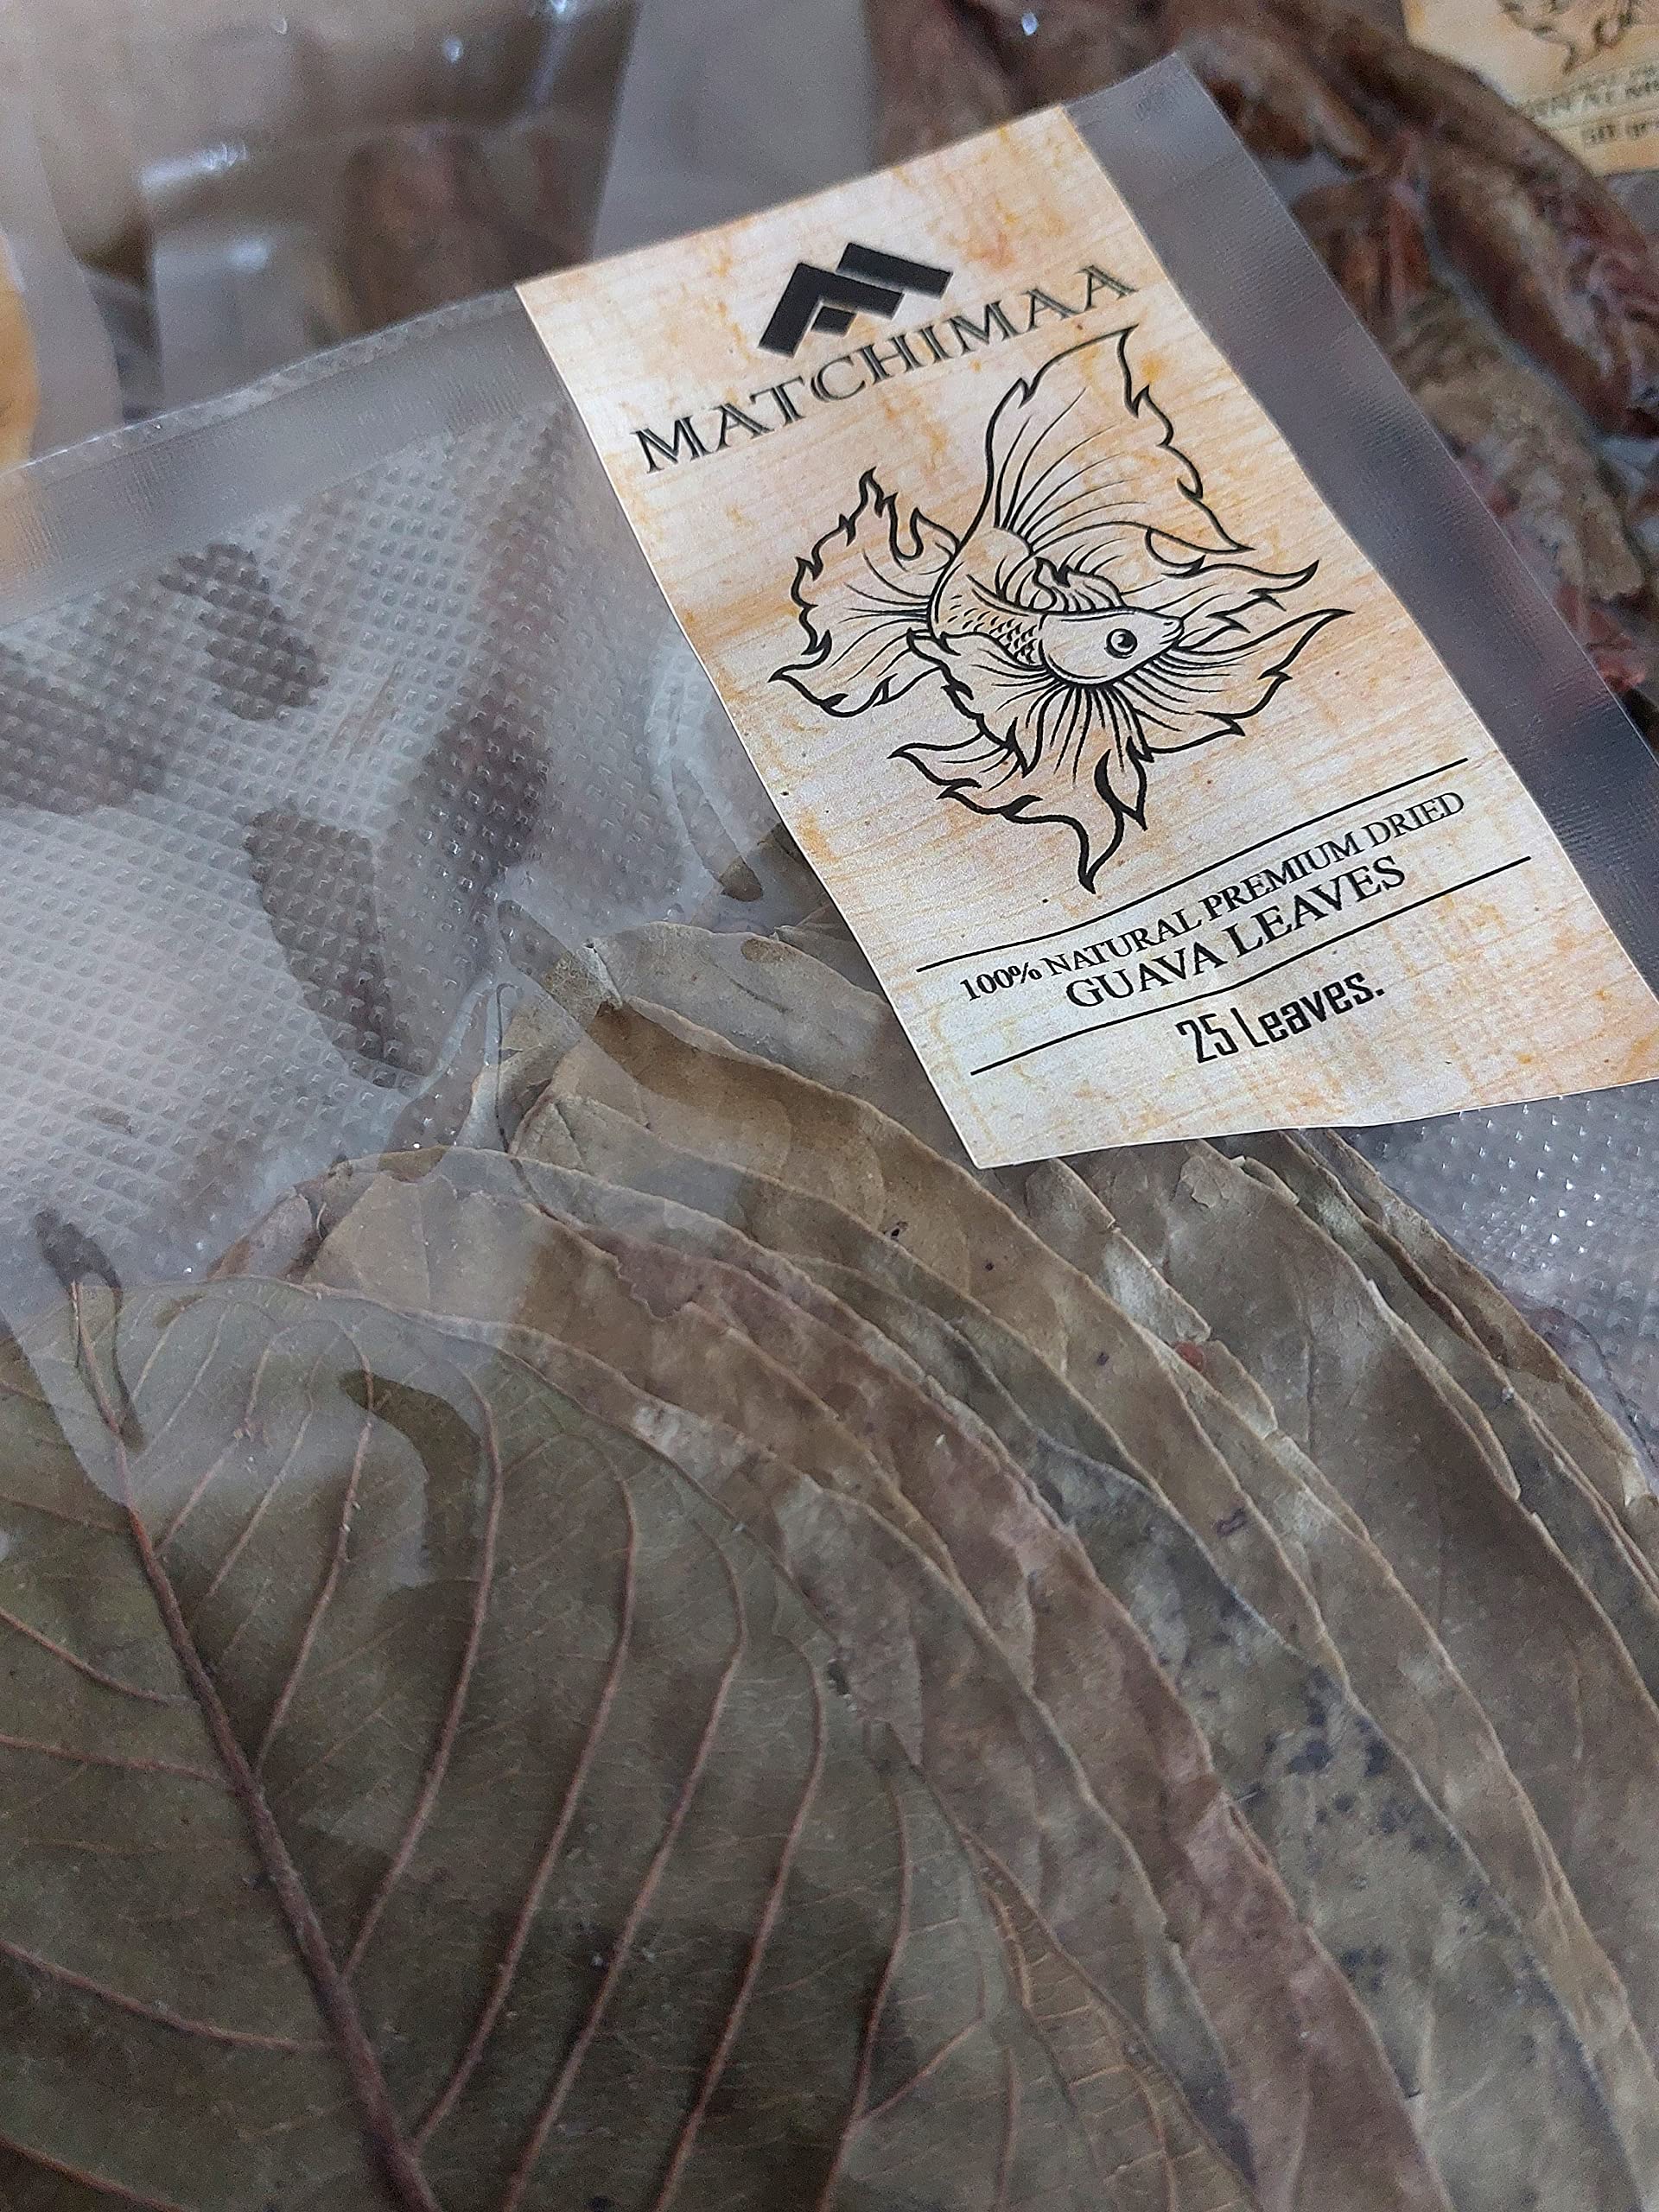 MATCHIMAA
100% NATURAL PREMIUM DRIED
GUAVA LEAVES
25 Leaves.